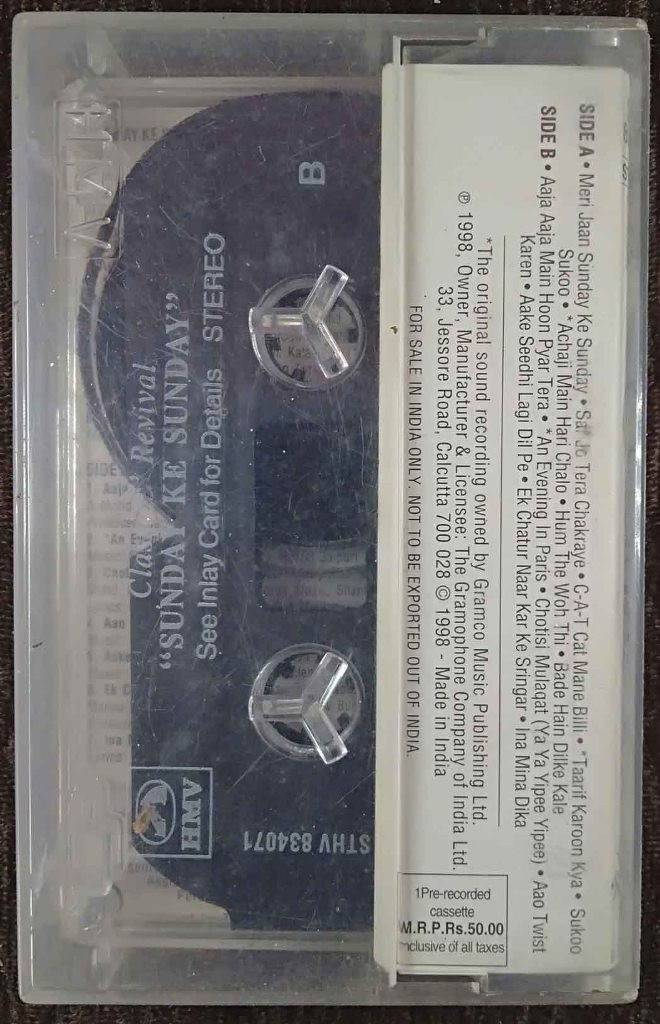 SIDE A • Meri Jaan Sunday Ke Sunday • Sa Jo Tera Chakraye • C-A-T Cat Mane Billi • *Taarif Karoon Kya • Sukoo
Sukoo • *Achaji Main Hari Chalo • Hum The Woh Thi • Bade Hain Dilke Kale
SIDE B • Aaja Aaja Main Hoon Pyar Tera • *An Evening In Paris • Chotisi Mulaqat (Ya Ya Yipee Yipee) • Aao Twist
Karen • Aake Seedhi Lagi Dil Pe • Ek Chatur Naar Kar Ke Sringar • Ina Mina Dika
*The original sound recording owned by Gramco Music Publishing Ltd.
℗ 1998, Owner, Manufacturer & Licensee: The Gramophone Company of India Ltd.
33, Jessore Road, Calcutta 700 028 © 1998 - Made in India
FOR SALE IN INDIA ONLY. NOT TO BE EXPORTED OUT OF INDIA.
1Pre-recorded
cassette
M.R.P.Rs.50.00
inclusive of all taxes
B
Revival
"SUNDAY KE SUNDAY"
See Inlay Card for Details STEREO
HMV
STHV 834071